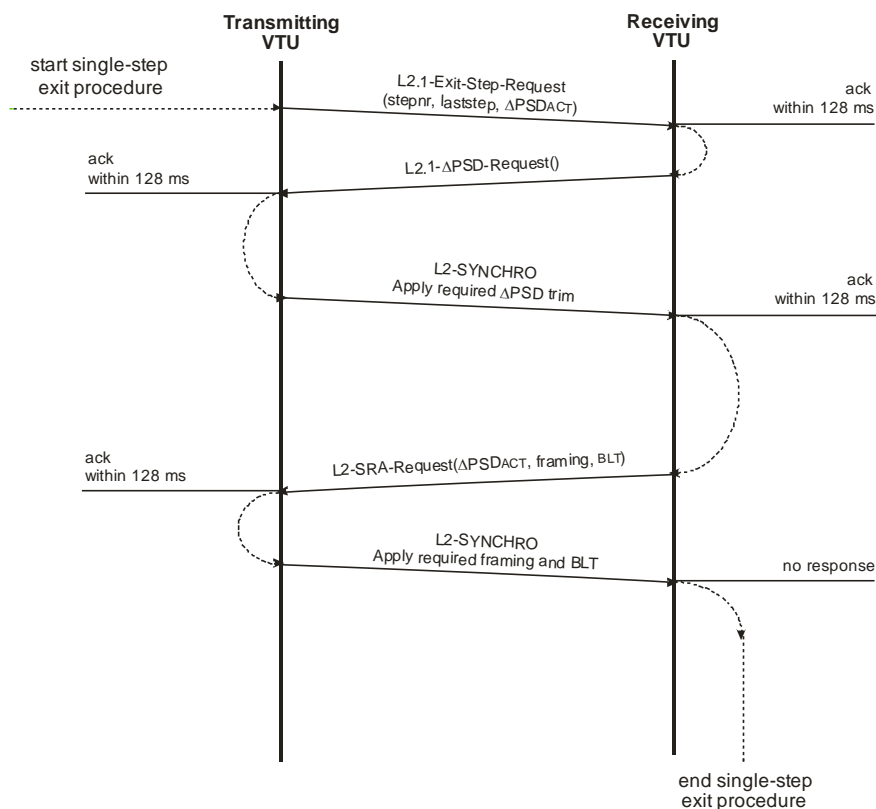 Transmitting
VTU
Receiving
VTU
start single-step
exit procedure
L2.1-Exit-Step-Request
(stepnr, laststep, ΔPSDACT)
ack
within 128 ms
ack
within 128 ms
L2.1-ΔPSD-Request()
L2-SYNCHRO
Apply required ΔPSD trim
ack
within 128 ms
ack
within 128 ms
L2-SRA-Request(ΔPSDACT, framing, BLT)
L2-SYNCHRO
Apply required framing and BLT
no response
end single-step
exit procedure